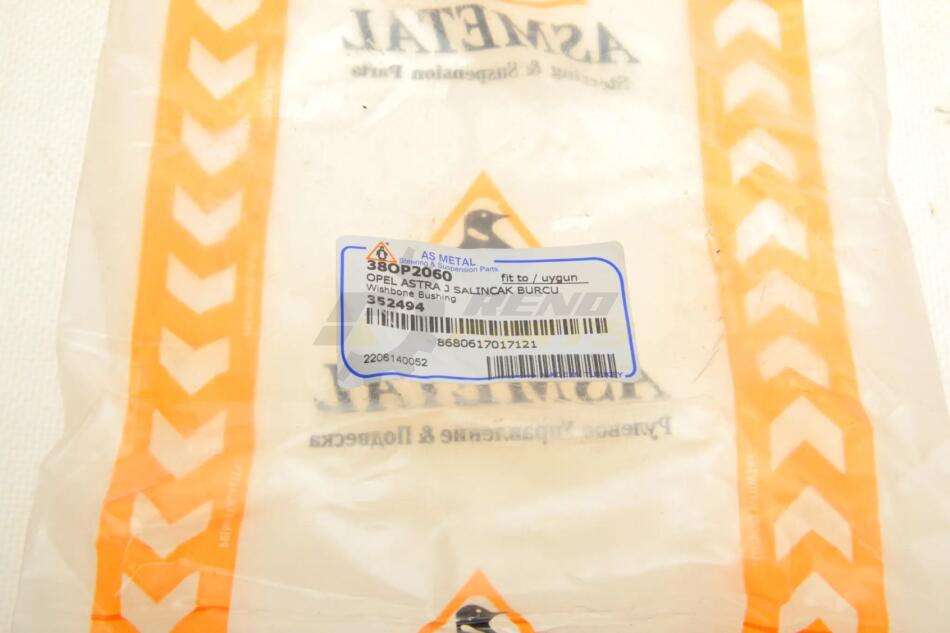 ASMETAL
Steering & Suspension Parts
AS METAL
Steering & Suspension Parts
38OP2060 fit to / uygun
OPEL ASTRA J SALINCAK BURCU
Wishbone Bushing
352494
8680617017121
2206140052
MADE IN TURKEY
ASMETAL
Рулевое Управление & Подвеска